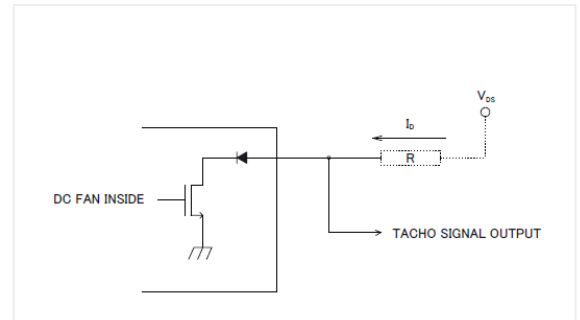 V_DS
I_D
R
DC FAN INSIDE
TACHO SIGNAL OUTPUT